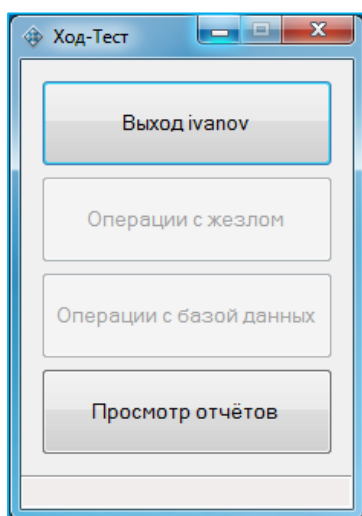 Ход-Тест
Выход ivanov
Операции с жезлом
Операции с базой данных
Просмотр отчётов